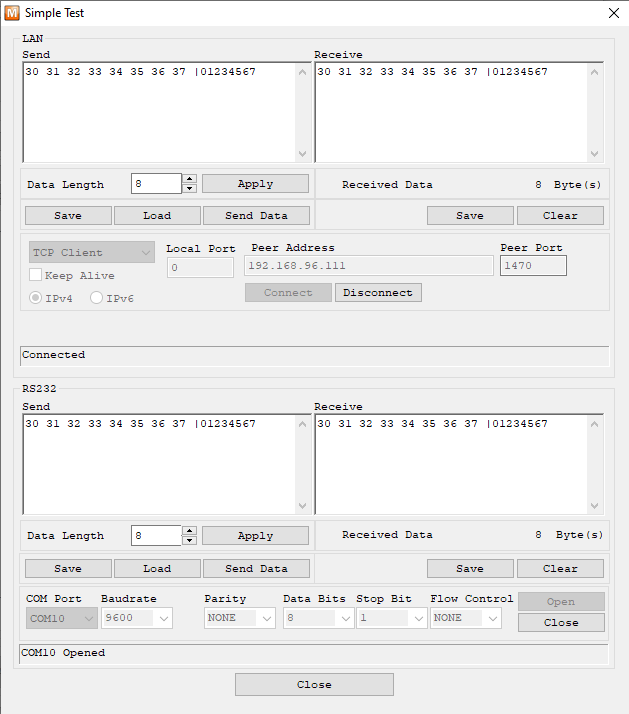 Simple Test
LAN
Send Receive
30 31 32 33 34 35 36 37 |01234567 30 31 32 33 34 35 36 37 |01234567
Data Length 8 Apply Received Data 8 Byte(s)
Save Load Send Data Save Clear
TCP Client Local Port Peer Address Peer Port
Keep Alive 0 192.168.96.111 1470
IPv4 IPv6 Connect Disconnect
Connected
RS232
Send Receive
30 31 32 33 34 35 36 37 |01234567 30 31 32 33 34 35 36 37 |01234567
Data Length 8 Apply Received Data 8 Byte(s)
Save Load Send Data Save Clear
COM Port Baudrate Parity Data Bits Stop Bit Flow Control Open
COM10 9600 NONE 8 1 NONE Close
COM10 Opened
Close